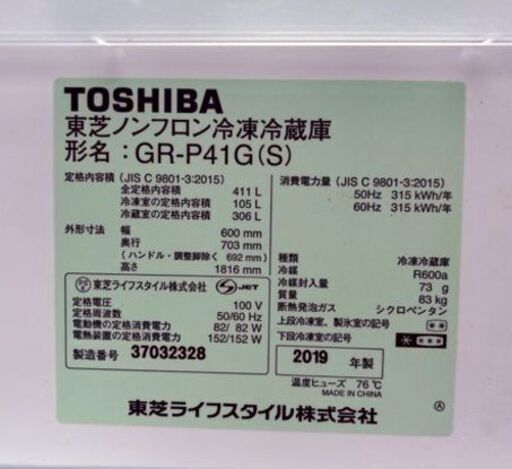 TOSHIBA
東芝ノンフロン冷凍冷蔵庫
形名：GR-P41G(S)
定格内容積（JIS C 9801-3:2015）
全定格内容積 411 L
冷凍室の定格内容積 105 L
冷蔵室の定格内容積 306 L
外形寸法 幅 600 mm
奥行 703 mm
（ハンドル・調整脚除く 692 mm）
高さ 1816 mm
消費電力量（JIS C 9801-3:2015）
50Hz 315 kWh/年
60Hz 315 kWh/年
種類 冷凍冷蔵庫
冷媒 R600a
冷媒封入量 73 g
質量 83 kg
断熱発泡ガス シクロペンタン
上段冷凍室、製氷室の記号 ＊＊
下段冷凍室の記号 ＊ ＊＊＊
東芝ライフスタイル株式会社 S JET
定格電圧 100 V
定格周波数 50/60 Hz
電動機の定格消費電力 82/ 82 W
電熱装置の定格消費電力 152/152 W
製造番号 37032328
2019 年製
温度ヒューズ 76℃
MADE IN CHINA
東芝ライフスタイル株式会社
Ⓐ